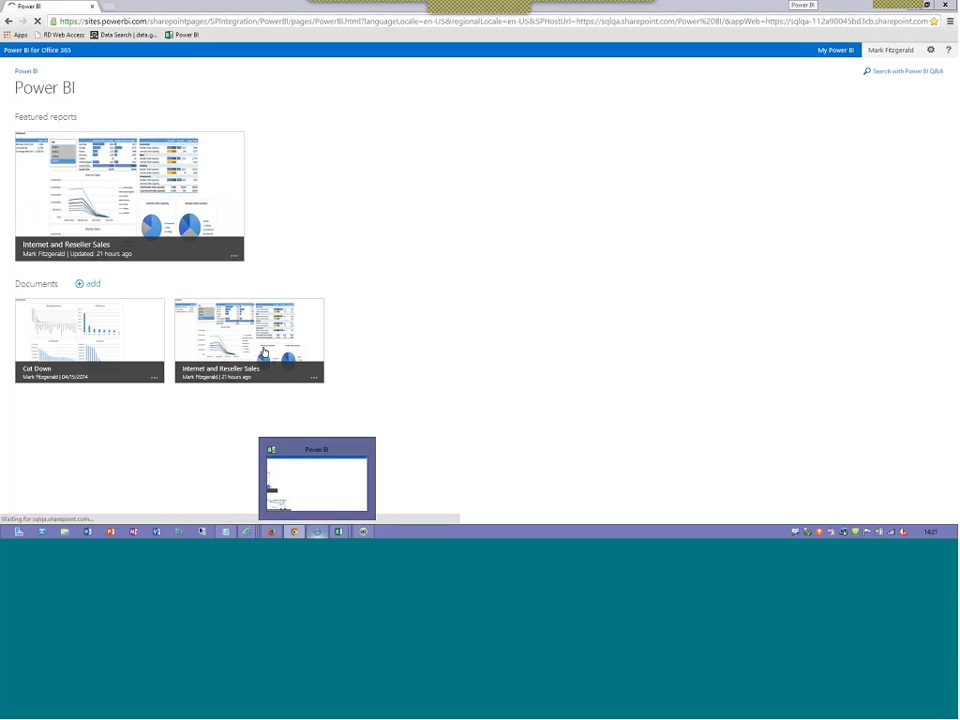 Power BI
Power BI
https://sites.powerbi.com/sharepointpages/SPIntegration/PowerBI/pages/PowerBI.html?languageLocale=en-US&regionalLocale=en-US&SPHostUrl=https://sqlqa.sharepoint.com/Power%20BI/&appWeb=https://sqlqa-112a90045bd3cb.sharepoint.com
Apps RD Web Access Data Search | data.g... Power BI
Power BI for Office 365 My Power BI Mark Fitzgerald ?
Power BI Search with Power BI Q&A
Power BI
Featured reports
Internet and Reseller Sales
Mark Fitzgerald | Updated: 21 hours ago ...
Documents add
Cut Down Internet and Reseller Sales
Mark Fitzgerald | 04/15/2014 ... Mark Fitzgerald | 21 hours ago ...
Power BI
Waiting for sqlqa.sharepoint.com...
14:21